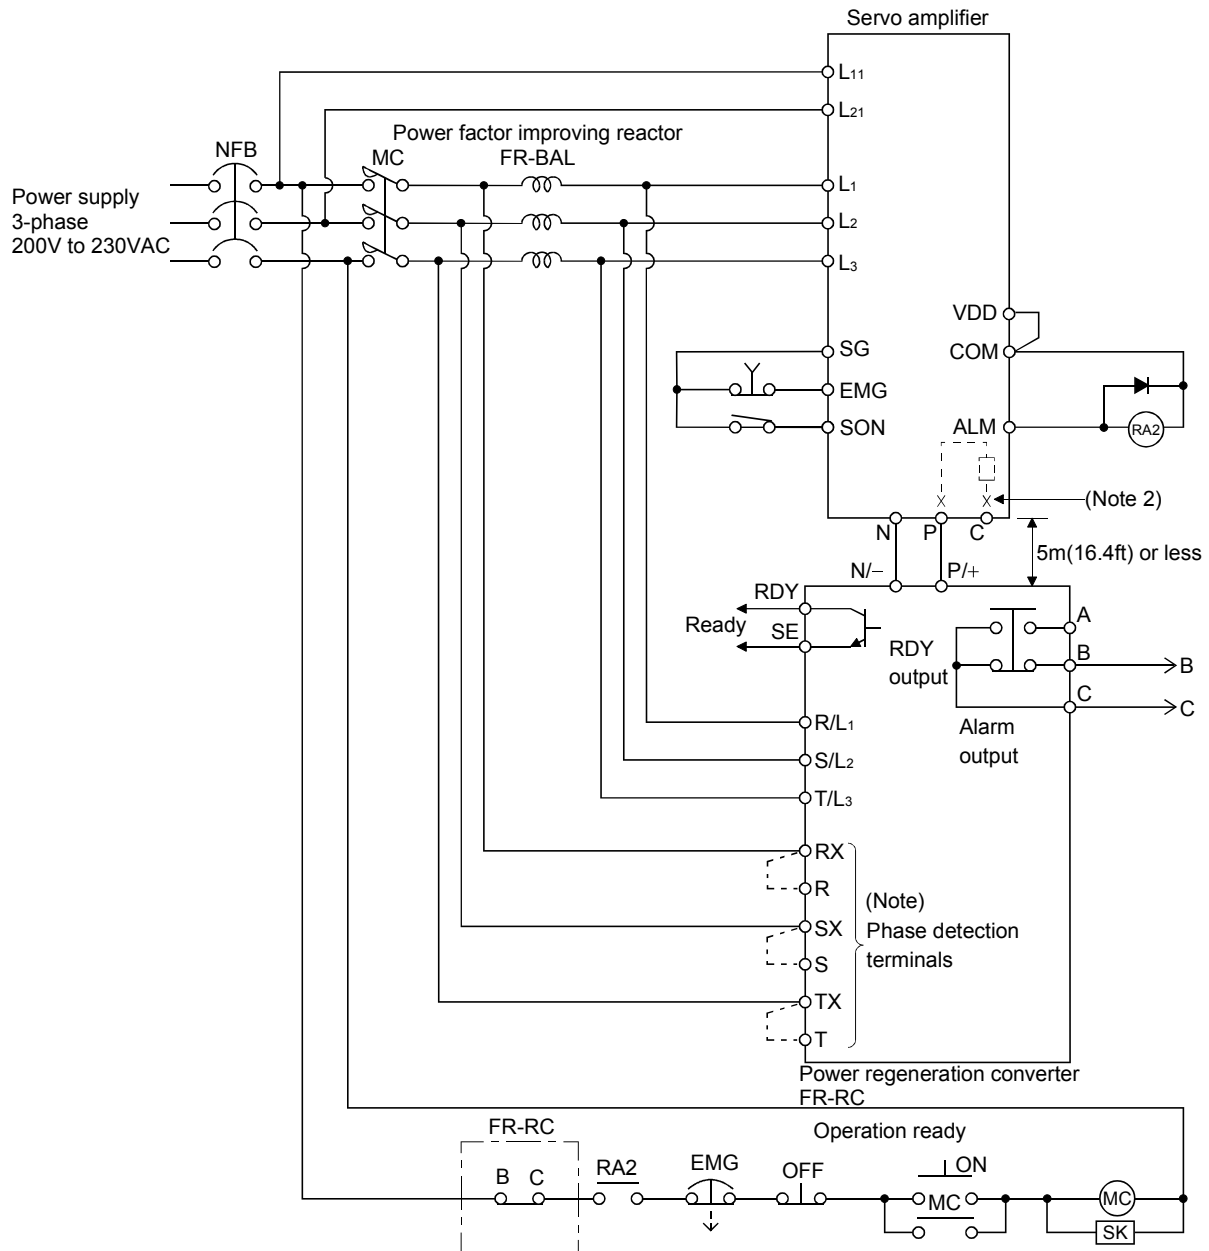 Servo amplifier
L11
L21
Power factor improving reactor
NFB
MC
FR-BAL
Power supply
3-phase
200V to 230VAC
L1
L2
L3
VDD
SG
COM
EMG
SON
ALM
RA2
(Note 2)
N
P
C
5m(16.4ft) or less
N/−
P/+
RDY
Ready
SE
RDY
output
A
B
B
C
C
Alarm
output
R/L1
S/L2
T/L3
RX
R
(Note)
SX
Phase detection
terminals
S
TX
T
Power regeneration converter
FR-RC
FR-RC
Operation ready
B
C
RA2
EMG
OFF
ON
MC
MC
SK